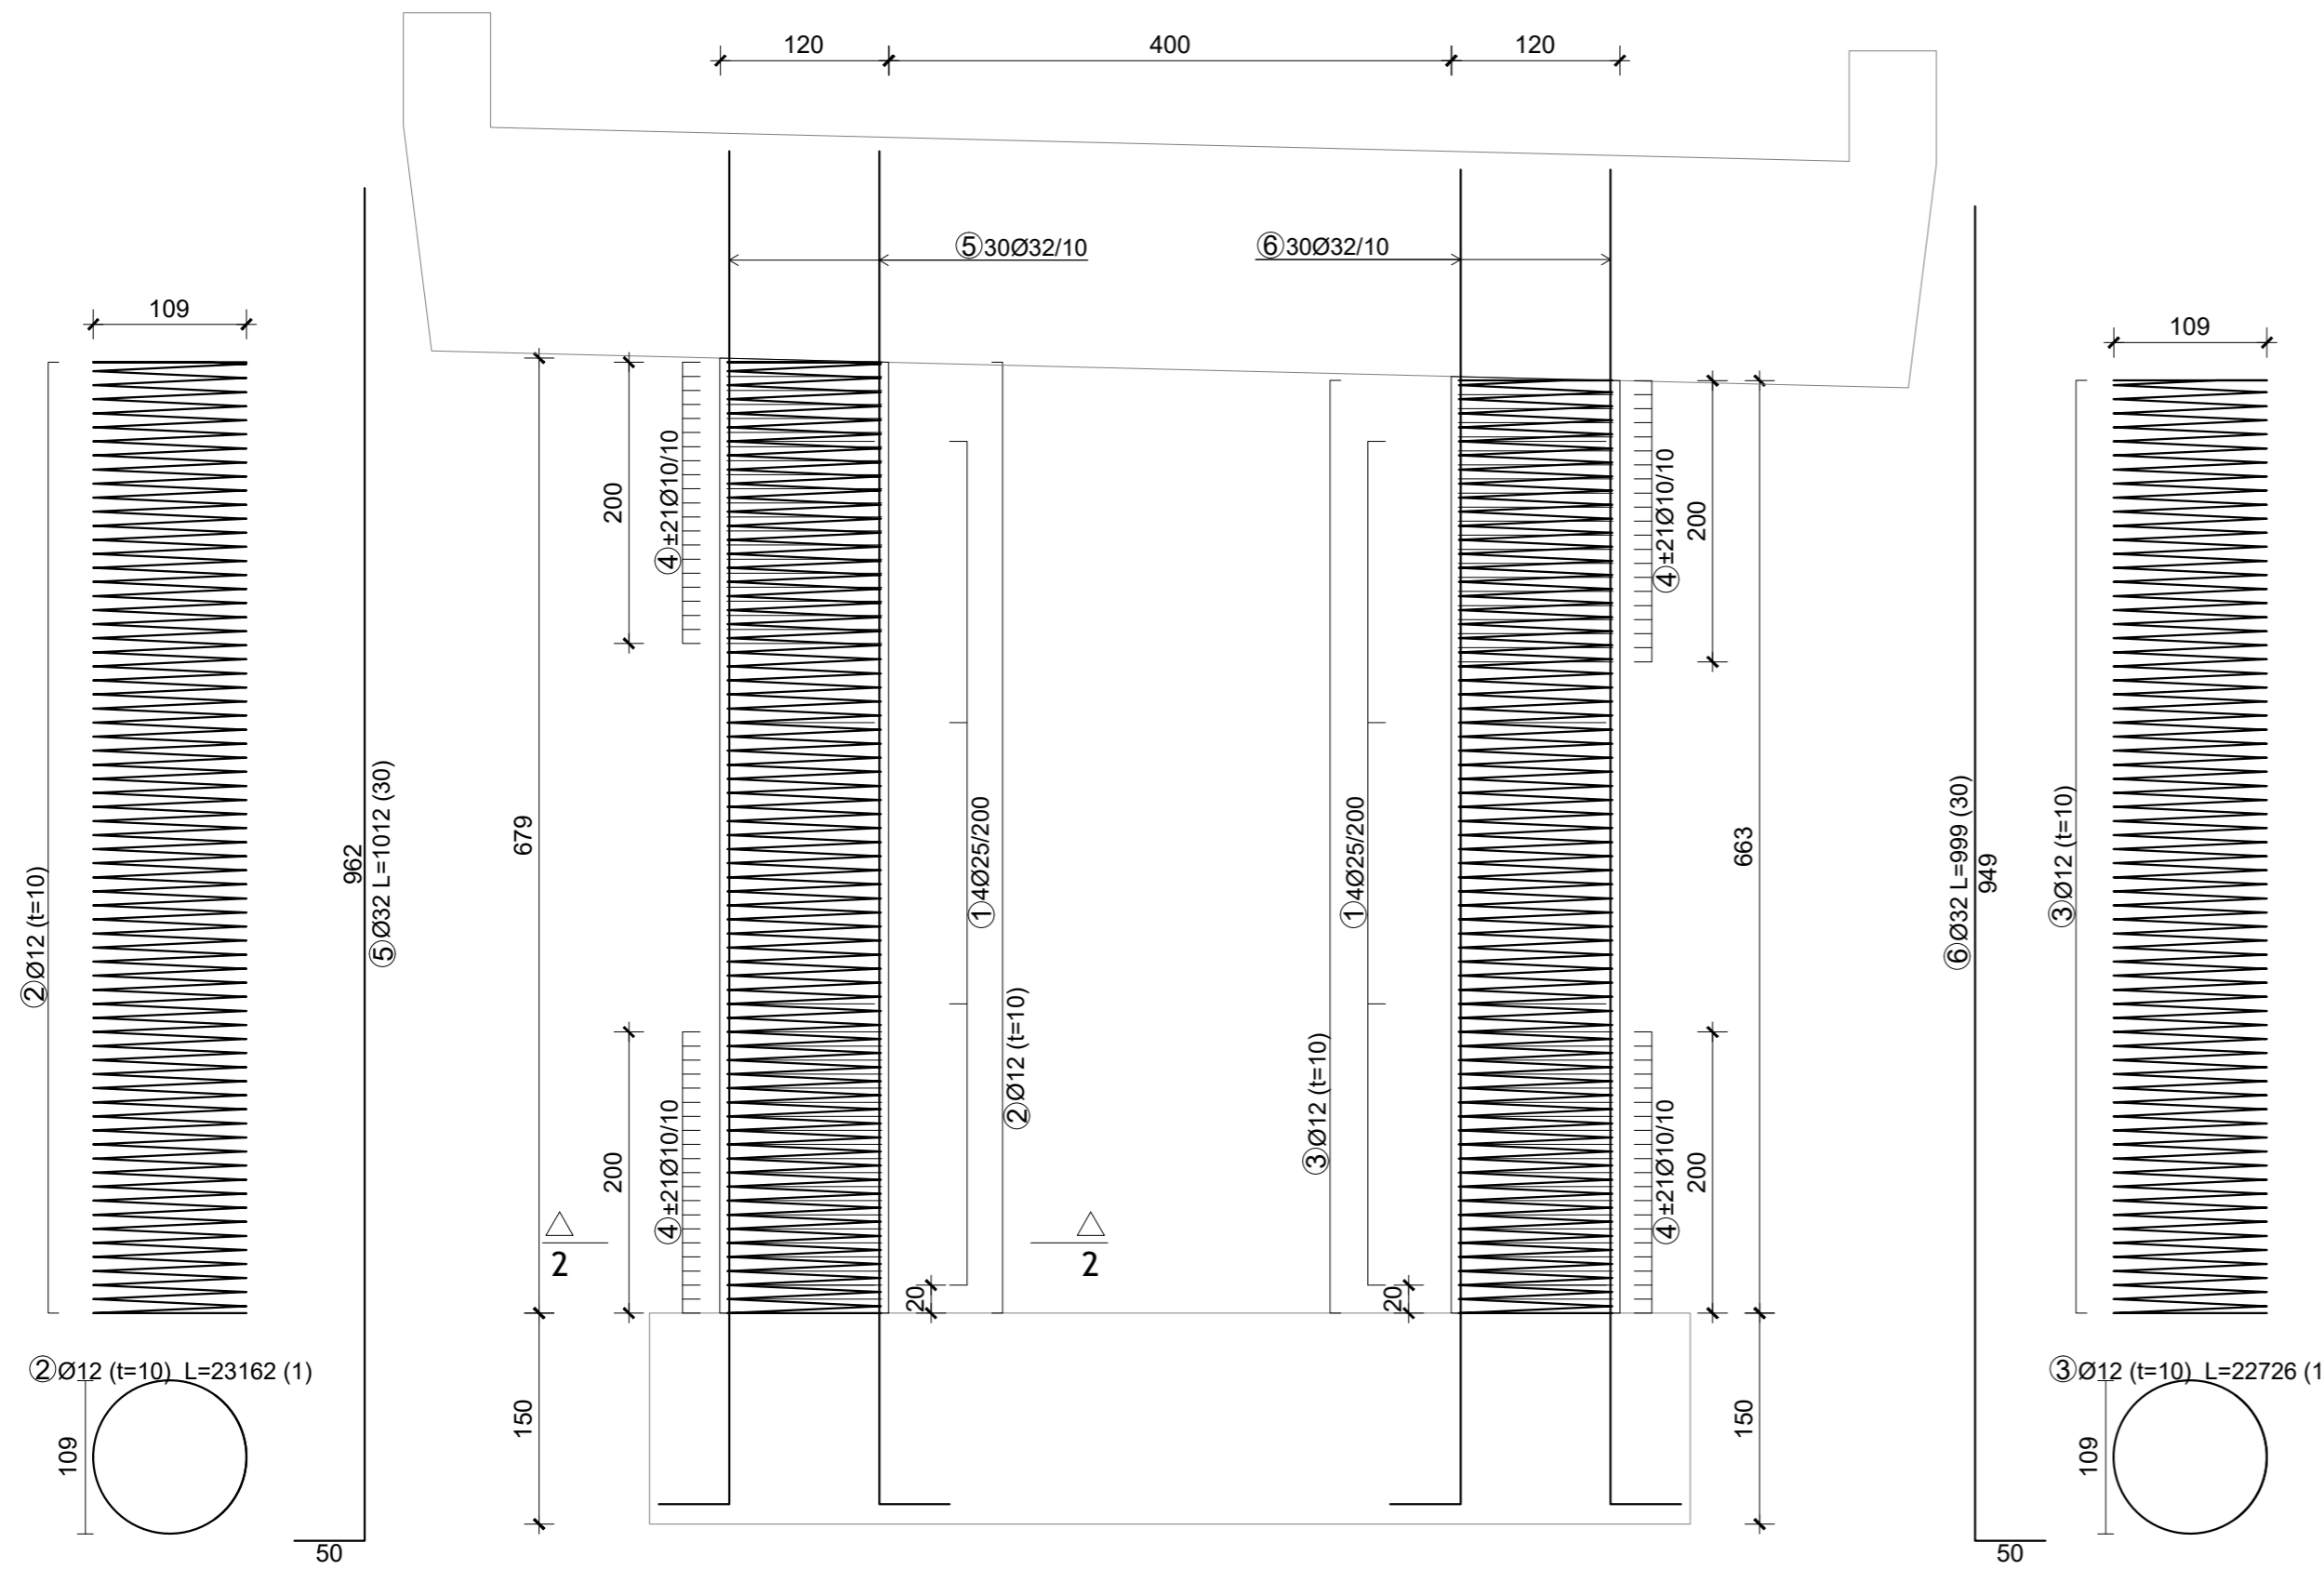 120
400
120
⑤30Ø32/10
⑥30Ø32/10
109
109
200
④±21Ø10/10
④±21Ø10/10
200
②Ø12 (t=10)
962
⑤Ø32 L=1012 (30)
679
①4Ø25/200
①4Ø25/200
663
⑥Ø32 L=999 (30)
949
③Ø12 (t=10)
②Ø12 (t=10)
③Ø12 (t=10)
200
④±21Ø10/10
④±21Ø10/10
200
2
2
20
20
②Ø12 (t=10) L=23162 (1)
③Ø12 (t=10) L=22726 (1
109
150
150
109
50
50